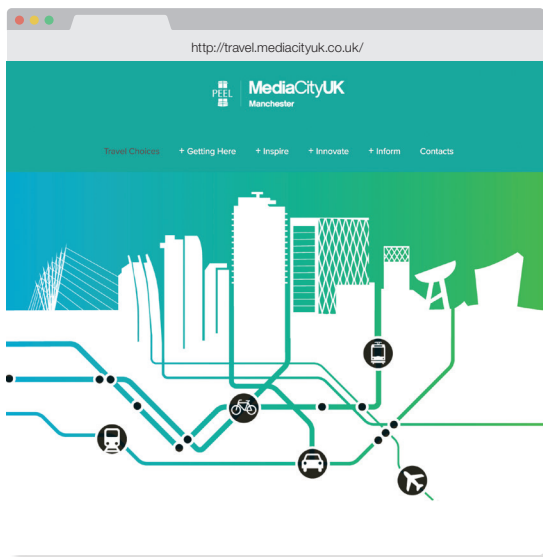 http://travel.mediacityuk.co.uk/
PEEL
MediaCityUK
Manchester
Travel Choices + Getting Here + Inspire + Innovate + Inform Contacts